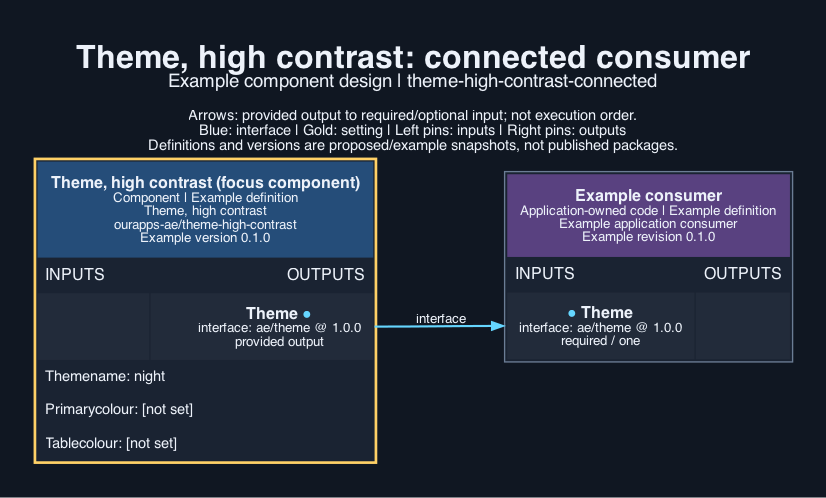 Theme, high contrast: connected consumer
Example component design | theme-high-contrast-connected
Arrows: provided output to required/optional input; not execution order.
Blue: interface | Gold: setting | Left pins: inputs | Right pins: outputs
Definitions and versions are proposed/example snapshots, not published packages.
Theme, high contrast (focus component)
Component | Example definition
Theme, high contrast
ourapps-ae/theme-high-contrast
Example version 0.1.0
INPUTS
OUTPUTS
Theme
interface: ae/theme @ 1.0.0
provided output
Themename: night
Primarycolour: [not set]
Tablecolour: [not set]
interface
Example consumer
Application-owned code | Example definition
Example application consumer
Example revision 0.1.0
INPUTS
OUTPUTS
Theme
interface: ae/theme @ 1.0.0
required / one